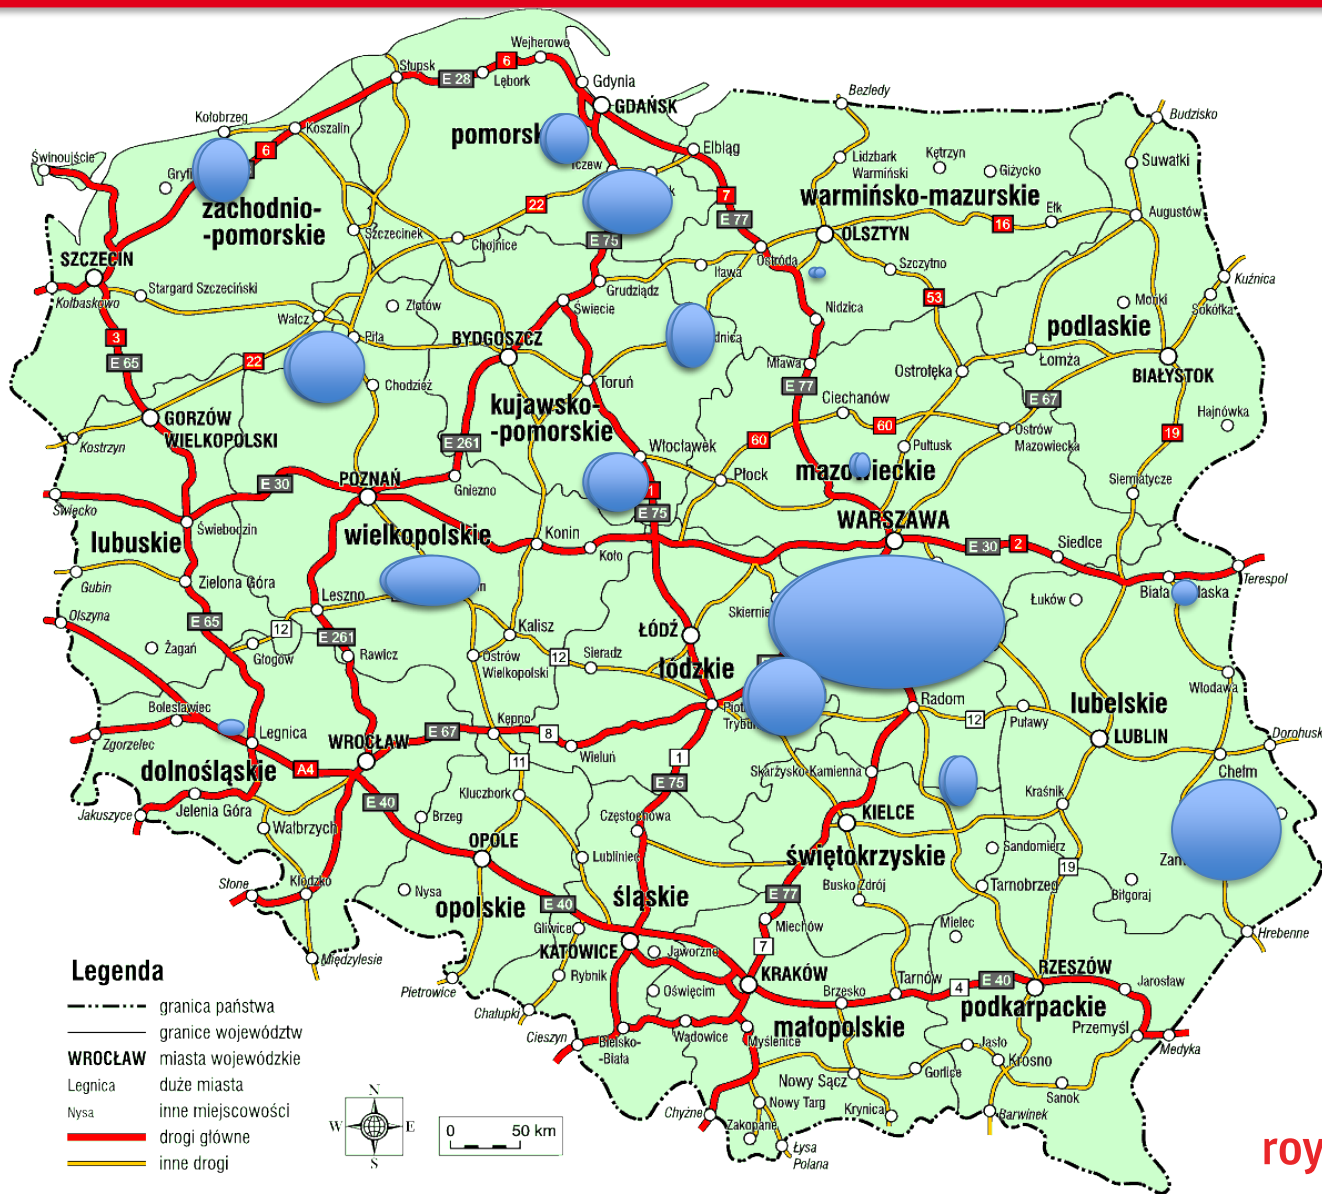 Wejherowo
Słupsk
6
E 28
Lębork
Gdynia
GDAŃSK
Bezledy
Budzisko
Kołobrzeg
Koszalin
6
pomorsk
Elbląg
Lidzbark
Warmiński
Kętrzyn
Giżycko
Suwałki
Świnoujście
22
7
E 77
warmińsko-mazurskie
16
Ełk
Augustów
zachodnio-
-pomorskie
Szczecinek
Chojnice
E 75
OLSZTYN
Ostróda
Szczytno
SZCZECIN
Kołbaskowo
Stargard Szczeciński
Złotów
Grudziądz
Iława
Kuźnica
Sokółka
Mońki
53
Wałcz
Piła
Świecie
Nidzica
podlaskie
3
E 65
22
BYDGOSZCZ
dnica
Mława
Łomża
BIAŁYSTOK
Chodzież
Toruń
E 77
Ostrołęka
E 67
Ciechanów
Hajnówka
GORZÓW
WIELKOPOLSKI
Kostrzyn
kujawsko-
-pomorskie
60
60
Pułtusk
Ostrów
Mazowiecka
19
E 261
Włocławek
Płock
mazowieckie
Siemiatycze
Świecko
E 30
POZNAŃ
Gniezno
1
E 75
Świebodzin
lubuskie
wielkopolskie
Konin
Koło
WARSZAWA
E 30
2
Siedlce
Terespol
Gubin
Zielona Góra
Leszno
Skiernie
Łuków
Biała
laska
Olszyna
E 65
12
E 261
Kalisz
ŁÓDŹ
Żagań
Głogów
Rawicz
Ostrów
Wielkopolski
12
Sieradz
łódzkie
Włodawa
Bolesławiec
Radom
Puławy
12
lubelskie
LUBLIN
Dorohusk
Zgorzelec
Legnica
WROCŁAW
E 67
Kępno
8
Wieluń
Chełm
dolnośląskie
A4
11
1
E 75
Skarżysko-Kamienna
Jakuszyce
Jelenia Góra
E 40
Kluczbork
Kraśnik
Wałbrzych
Brzeg
Częstochowa
KIELCE
OPOLE
Lubliniec
świętokrzyskie
Sandomierz
19
Słone
Kłodzko
Nysa
opolskie
śląskie
E 40
E 77
Busko Zdrój
Tarnobrzeg
Biłgoraj
Gliwice
Miechów
Mielec
Hrebenne
Międzylesie
KATOWICE
Jaworzno
7
Legenda
Pietrowice
Rybnik
Oświęcim
KRAKÓW
Brzesko
Tarnów
4
E 40
RZESZÓW
Jarosław
granica państwa
Chałupki
małopolskie
podkarpackie
Przemyśl
granice województw
Cieszyn
Bielsko-
-Biała
Wadowice
Myślenice
Medyka
WROCŁAW miasta wojewódzkie
Jasło
Krosno
Legnica duże miasta
Nowy Sącz
Gorlice
Sanok
Nysa inne miejscowości
Chyżne
Nowy Targ
Krynica
Barwinek
drogi główne
Zakopane
Łysa
Polana
inne drogi
N
W E
S
0 50 km
roy